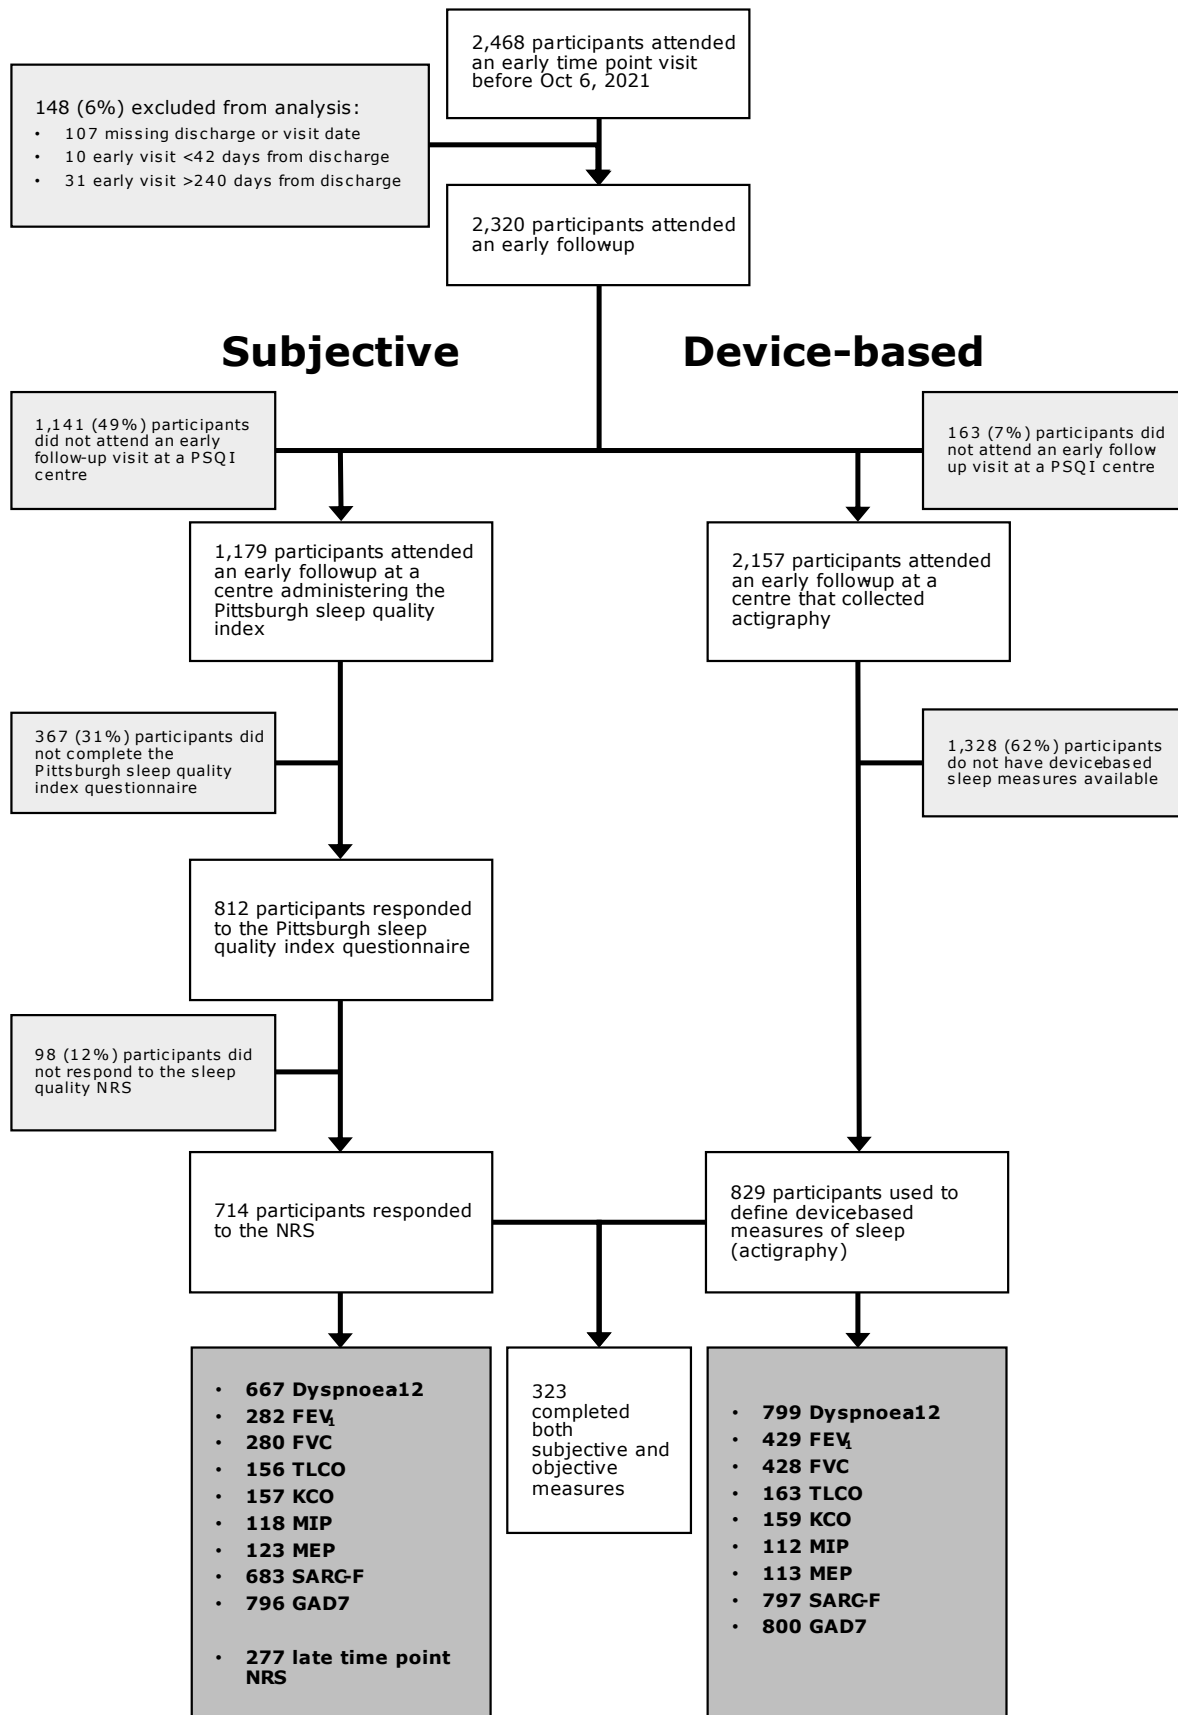 2,468 participants attended
an early time point visit
before Oct 6, 2021
148 (6%) excluded from analysis:
• 107 missing discharge or visit date
• 10 early visit <42 days from discharge
• 31 early visit >240 days from discharge
2,320 participants attended
an early follow-up
Subjective
Device-based
1,141 (49%) participants
did not attend an early
follow-up visit at a PSQI
centre
163 (7%) participants did
not attend an early follow-
up visit at a PSQI centre
1,179 participants attended
an early follow-up at a
centre administering the
Pittsburgh sleep quality
index
2,157 participants attended
an early follow-up at a
centre that collected
actigraphy
367 (31%) participants did
not complete the
Pittsburgh sleep quality
index questionnaire
1,328 (62%) participants
do not have devicebased
sleep measures available
812 participants responded
to the Pittsburgh sleep
quality index questionnaire
98 (12%) participants did
not respond to the sleep
quality NRS
714 participants responded
to the NRS
829 participants used to
define devicebased
measures of sleep
(actigraphy)
• 667 Dyspnoea12
• 282 FEV₁
• 280 FVC
• 156 TLCO
• 157 KCO
• 118 MIP
• 123 MEP
• 683 SARC-F
• 796 GAD7
• 277 late time point
NRS
323
completed
both
subjective and
objective
measures
• 799 Dyspnoea12
• 429 FEV₁
• 428 FVC
• 163 TLCO
• 159 KCO
• 112 MIP
• 113 MEP
• 797 SARC-F
• 800 GAD7